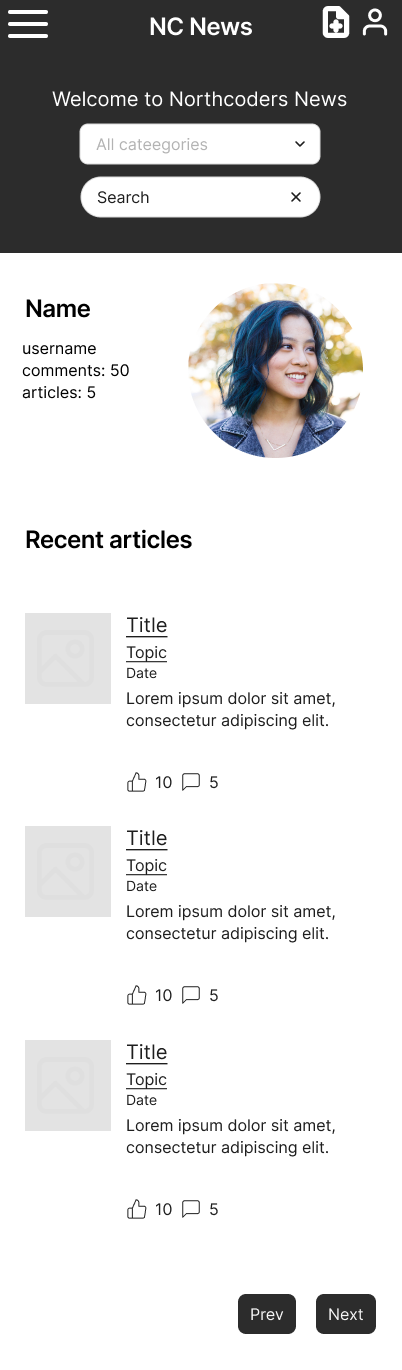 NC News
Welcome to Northcoders News
All cateegories
Search
Name
username
comments: 50
articles: 5
Recent articles
Title
Topic
Date
Lorem ipsum dolor sit amet,
consectetur adipiscing elit.
10 5
Title
Topic
Date
Lorem ipsum dolor sit amet,
consectetur adipiscing elit.
10 5
Title
Topic
Date
Lorem ipsum dolor sit amet,
consectetur adipiscing elit.
10 5
Prev Next